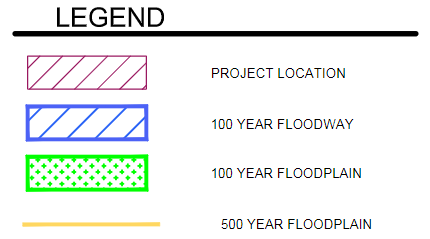 LEGEND
PROJECT LOCATION
100 YEAR FLOODWAY
100 YEAR FLOODPLAIN
500 YEAR FLOODPLAIN